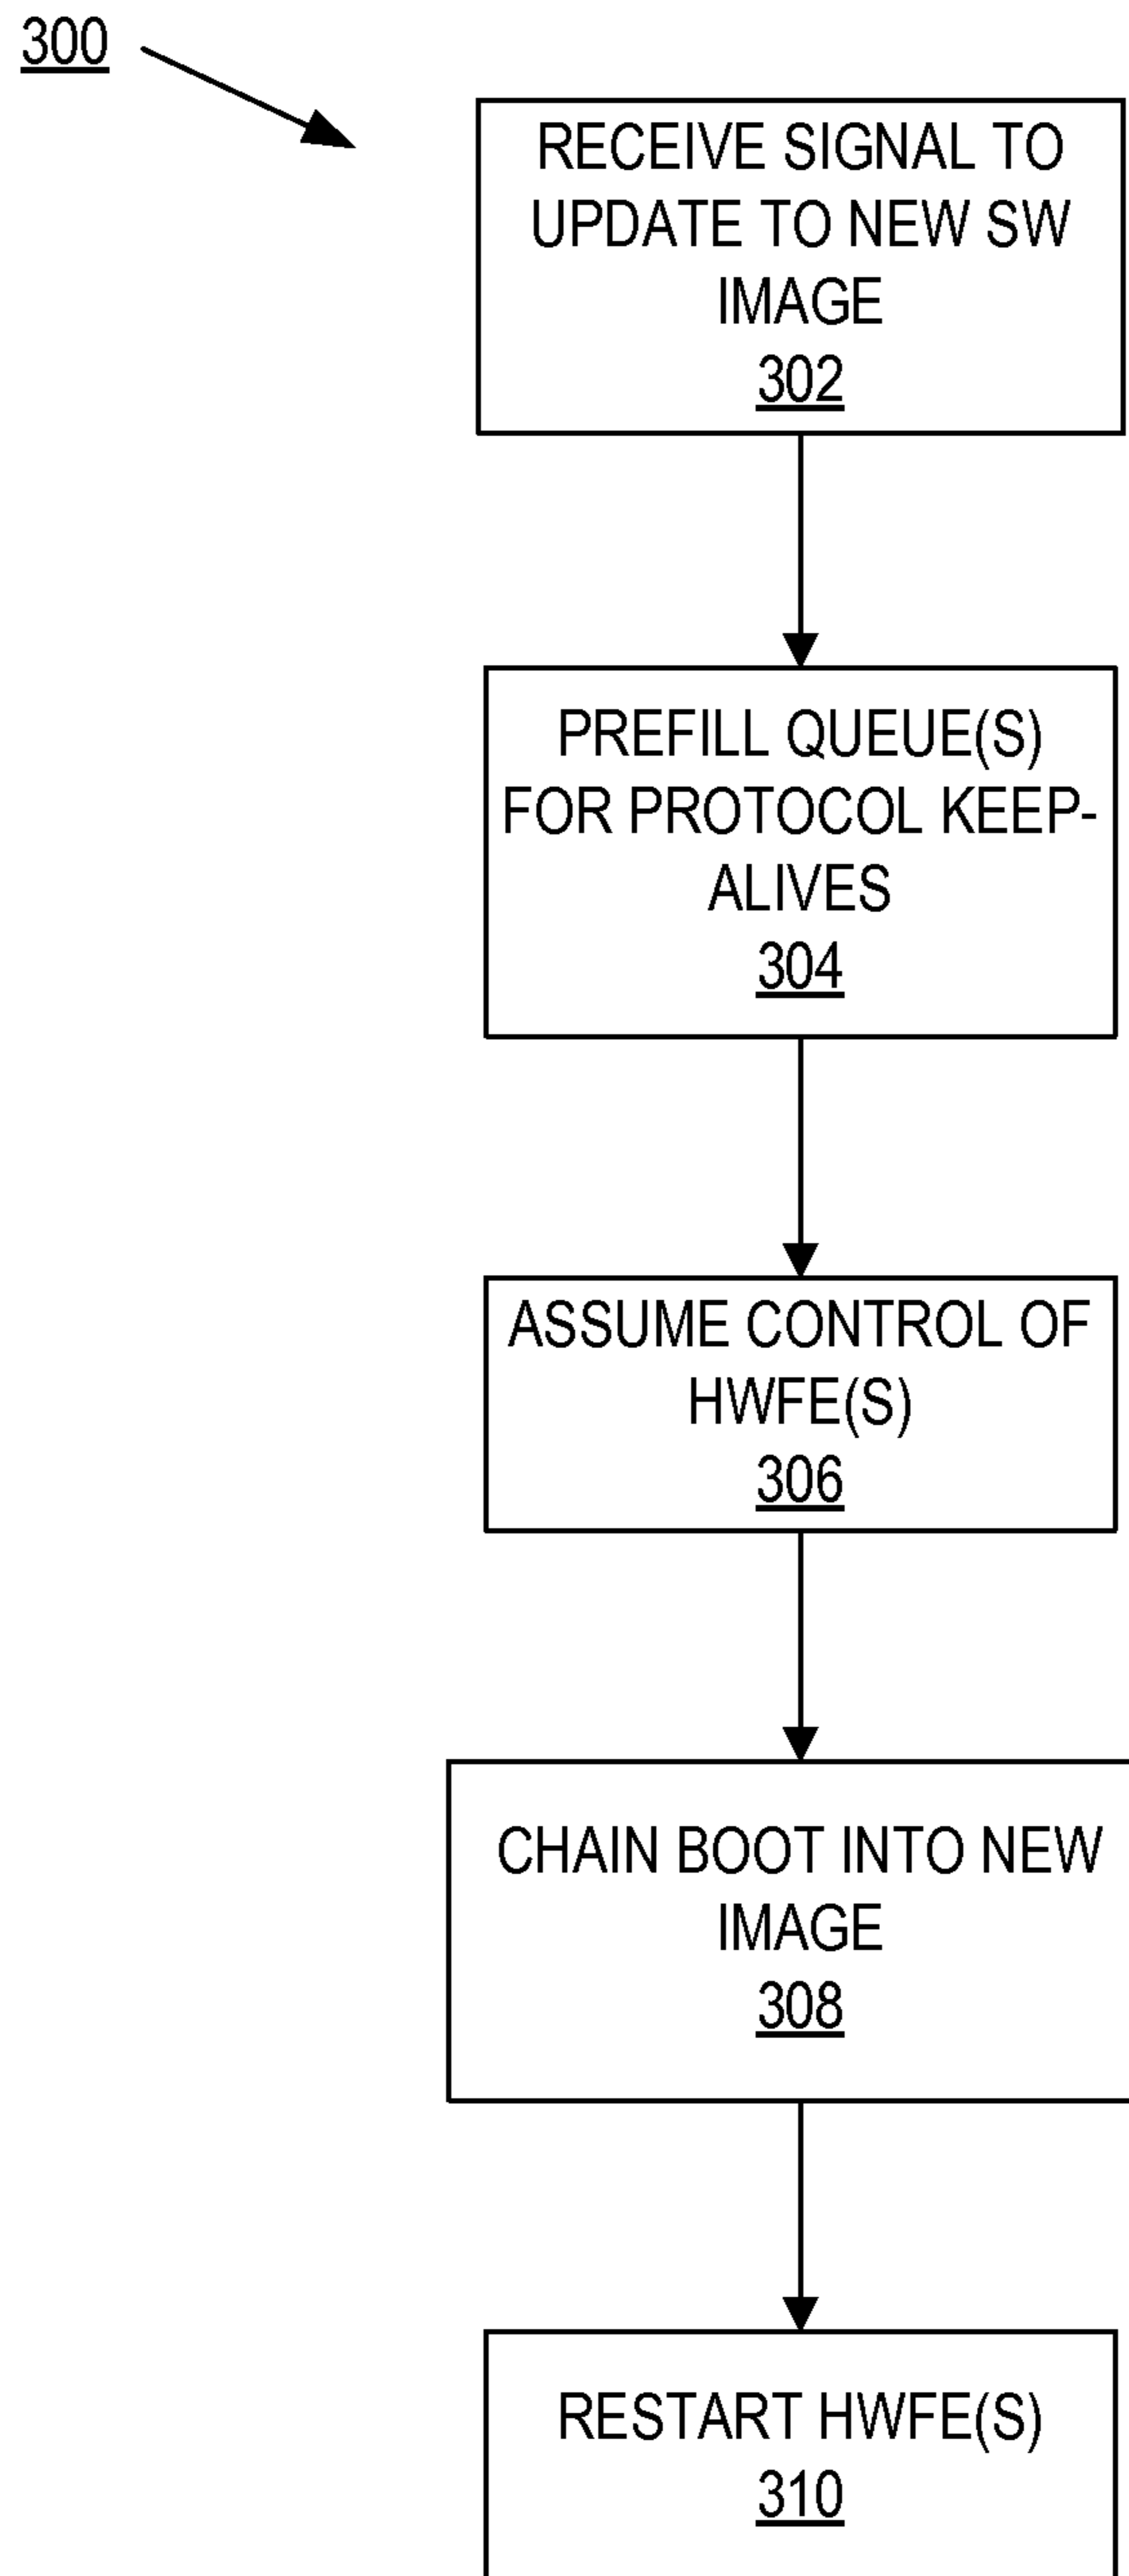 300
RECEIVE SIGNAL TO
UPDATE TO NEW SW
IMAGE
302
PREFILL QUEUE(S)
FOR PROTOCOL KEEP-
ALIVES
304
ASSUME CONTROL OF
HWFE(S)
306
CHAIN BOOT INTO NEW
IMAGE
308
RESTART HWFE(S)
310